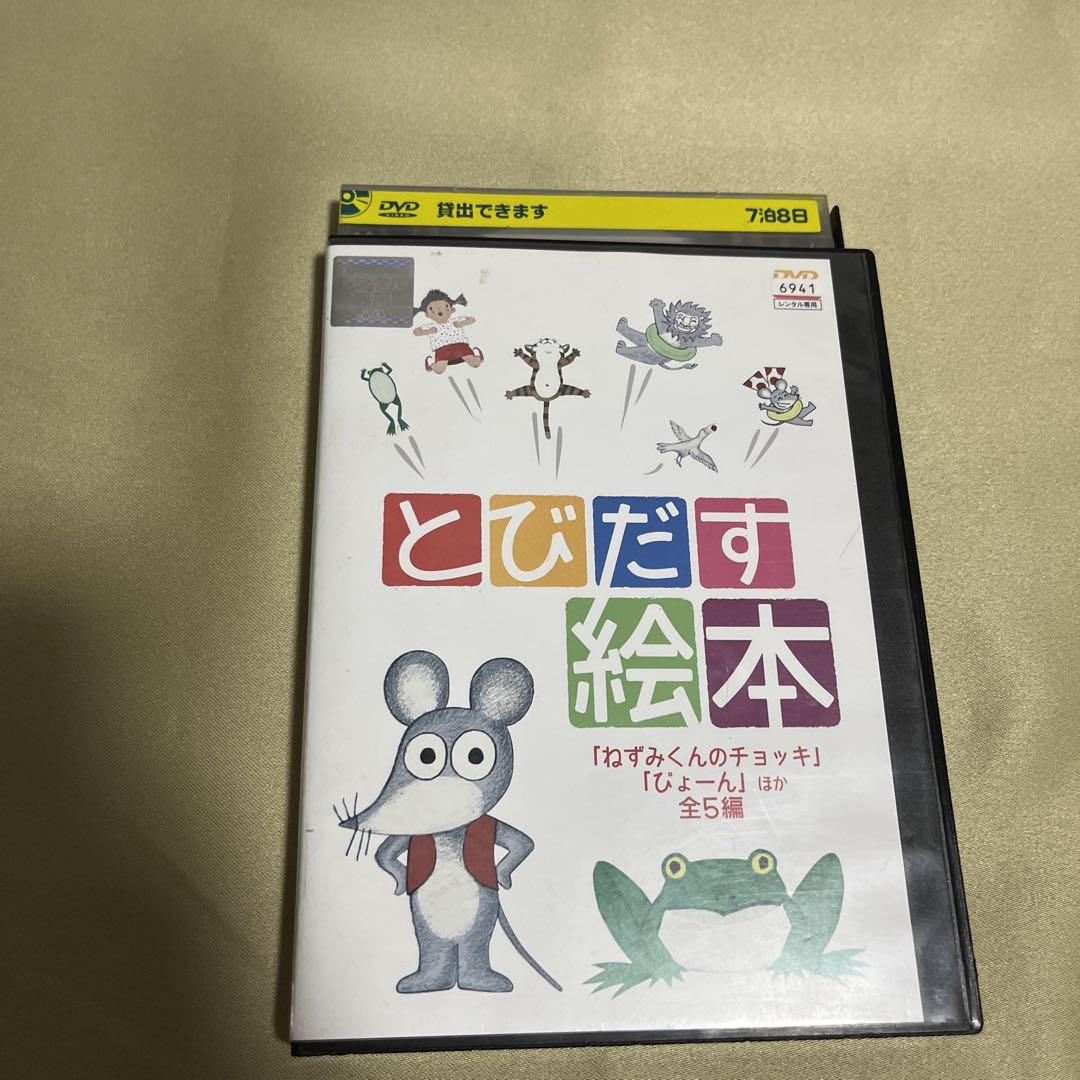 DVD VIDEO 貸出できます 7泊8日
DVD
6941
レンタル専用
とびだす
絵本
「ねずみくんのチョッキ」
「ぴょーん」ほか
全5編